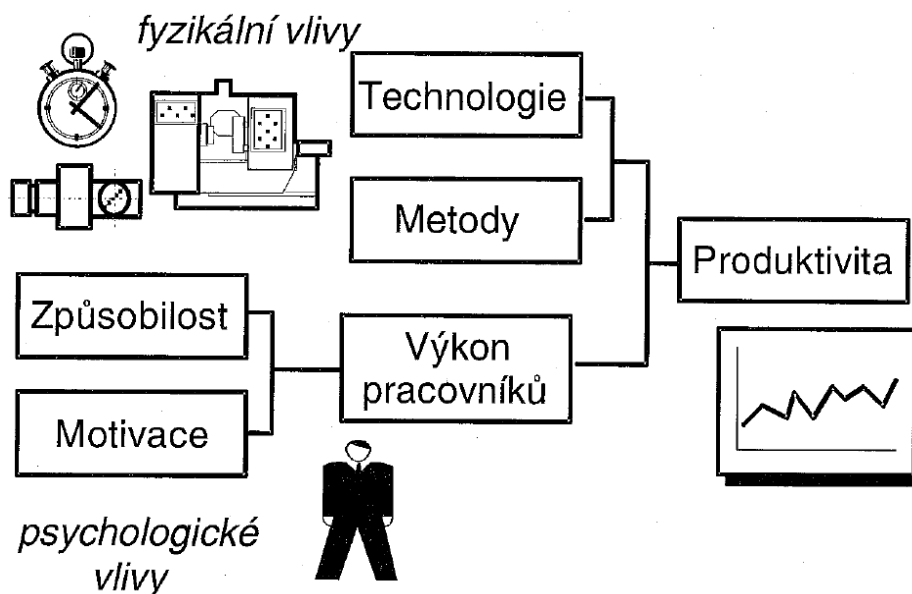 fyzikální vlivy
Technologie
Metody
Produktivita
Způsobilost
Výkon
pracovníků
Motivace
psychologické
vlivy